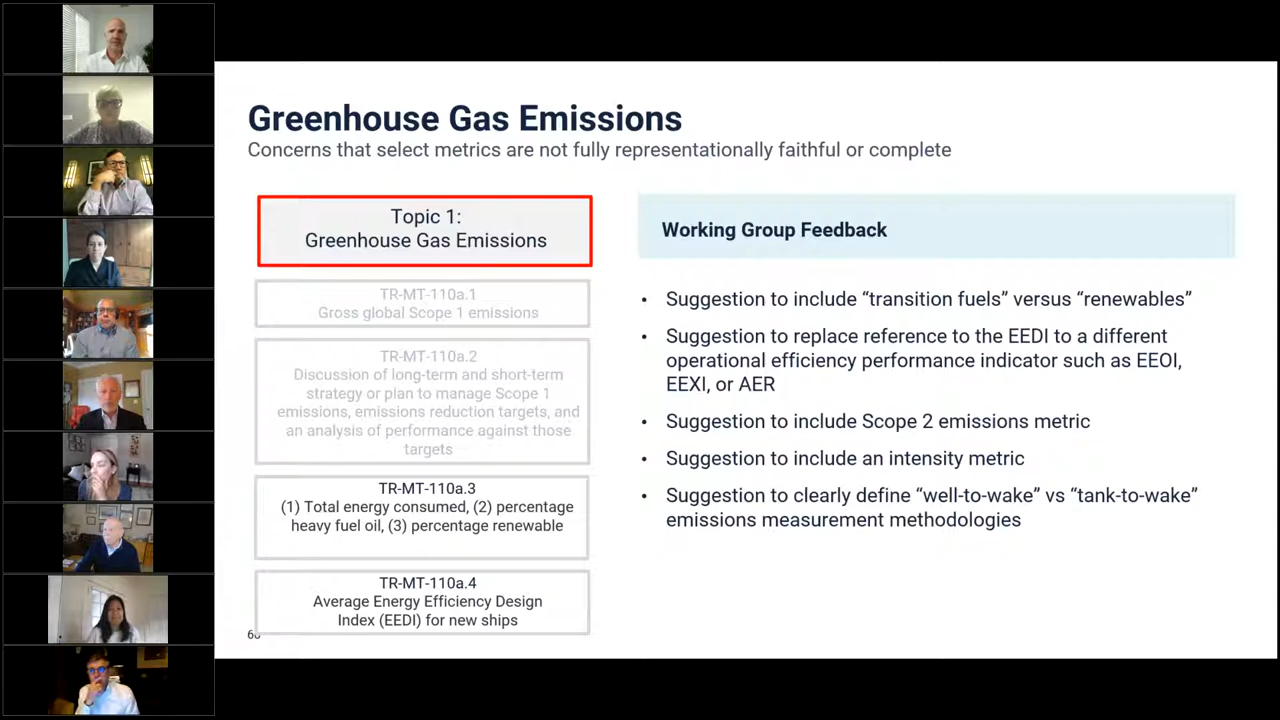 Greenhouse Gas Emissions
Concerns that select metrics are not fully representationally faithful or complete
Topic 1:
Greenhouse Gas Emissions
TR-MT-110a.1
Gross global Scope 1 emissions
TR-MT-110a.2
Discussion of long-term and short-term
strategy or plan to manage Scope 1
emissions, emissions reduction targets, and
an analysis of performance against those
targets
TR-MT-110a.3
(1) Total energy consumed, (2) percentage
heavy fuel oil, (3) percentage renewable
TR-MT-110a.4
Average Energy Efficiency Design
Index (EEDI) for new ships
Working Group Feedback
• Suggestion to include “transition fuels” versus “renewables”
• Suggestion to replace reference to the EEDI to a different
operational efficiency performance indicator such as EEOI,
EEXI, or AER
• Suggestion to include Scope 2 emissions metric
• Suggestion to include an intensity metric
• Suggestion to clearly define “well-to-wake” vs “tank-to-wake”
emissions measurement methodologies